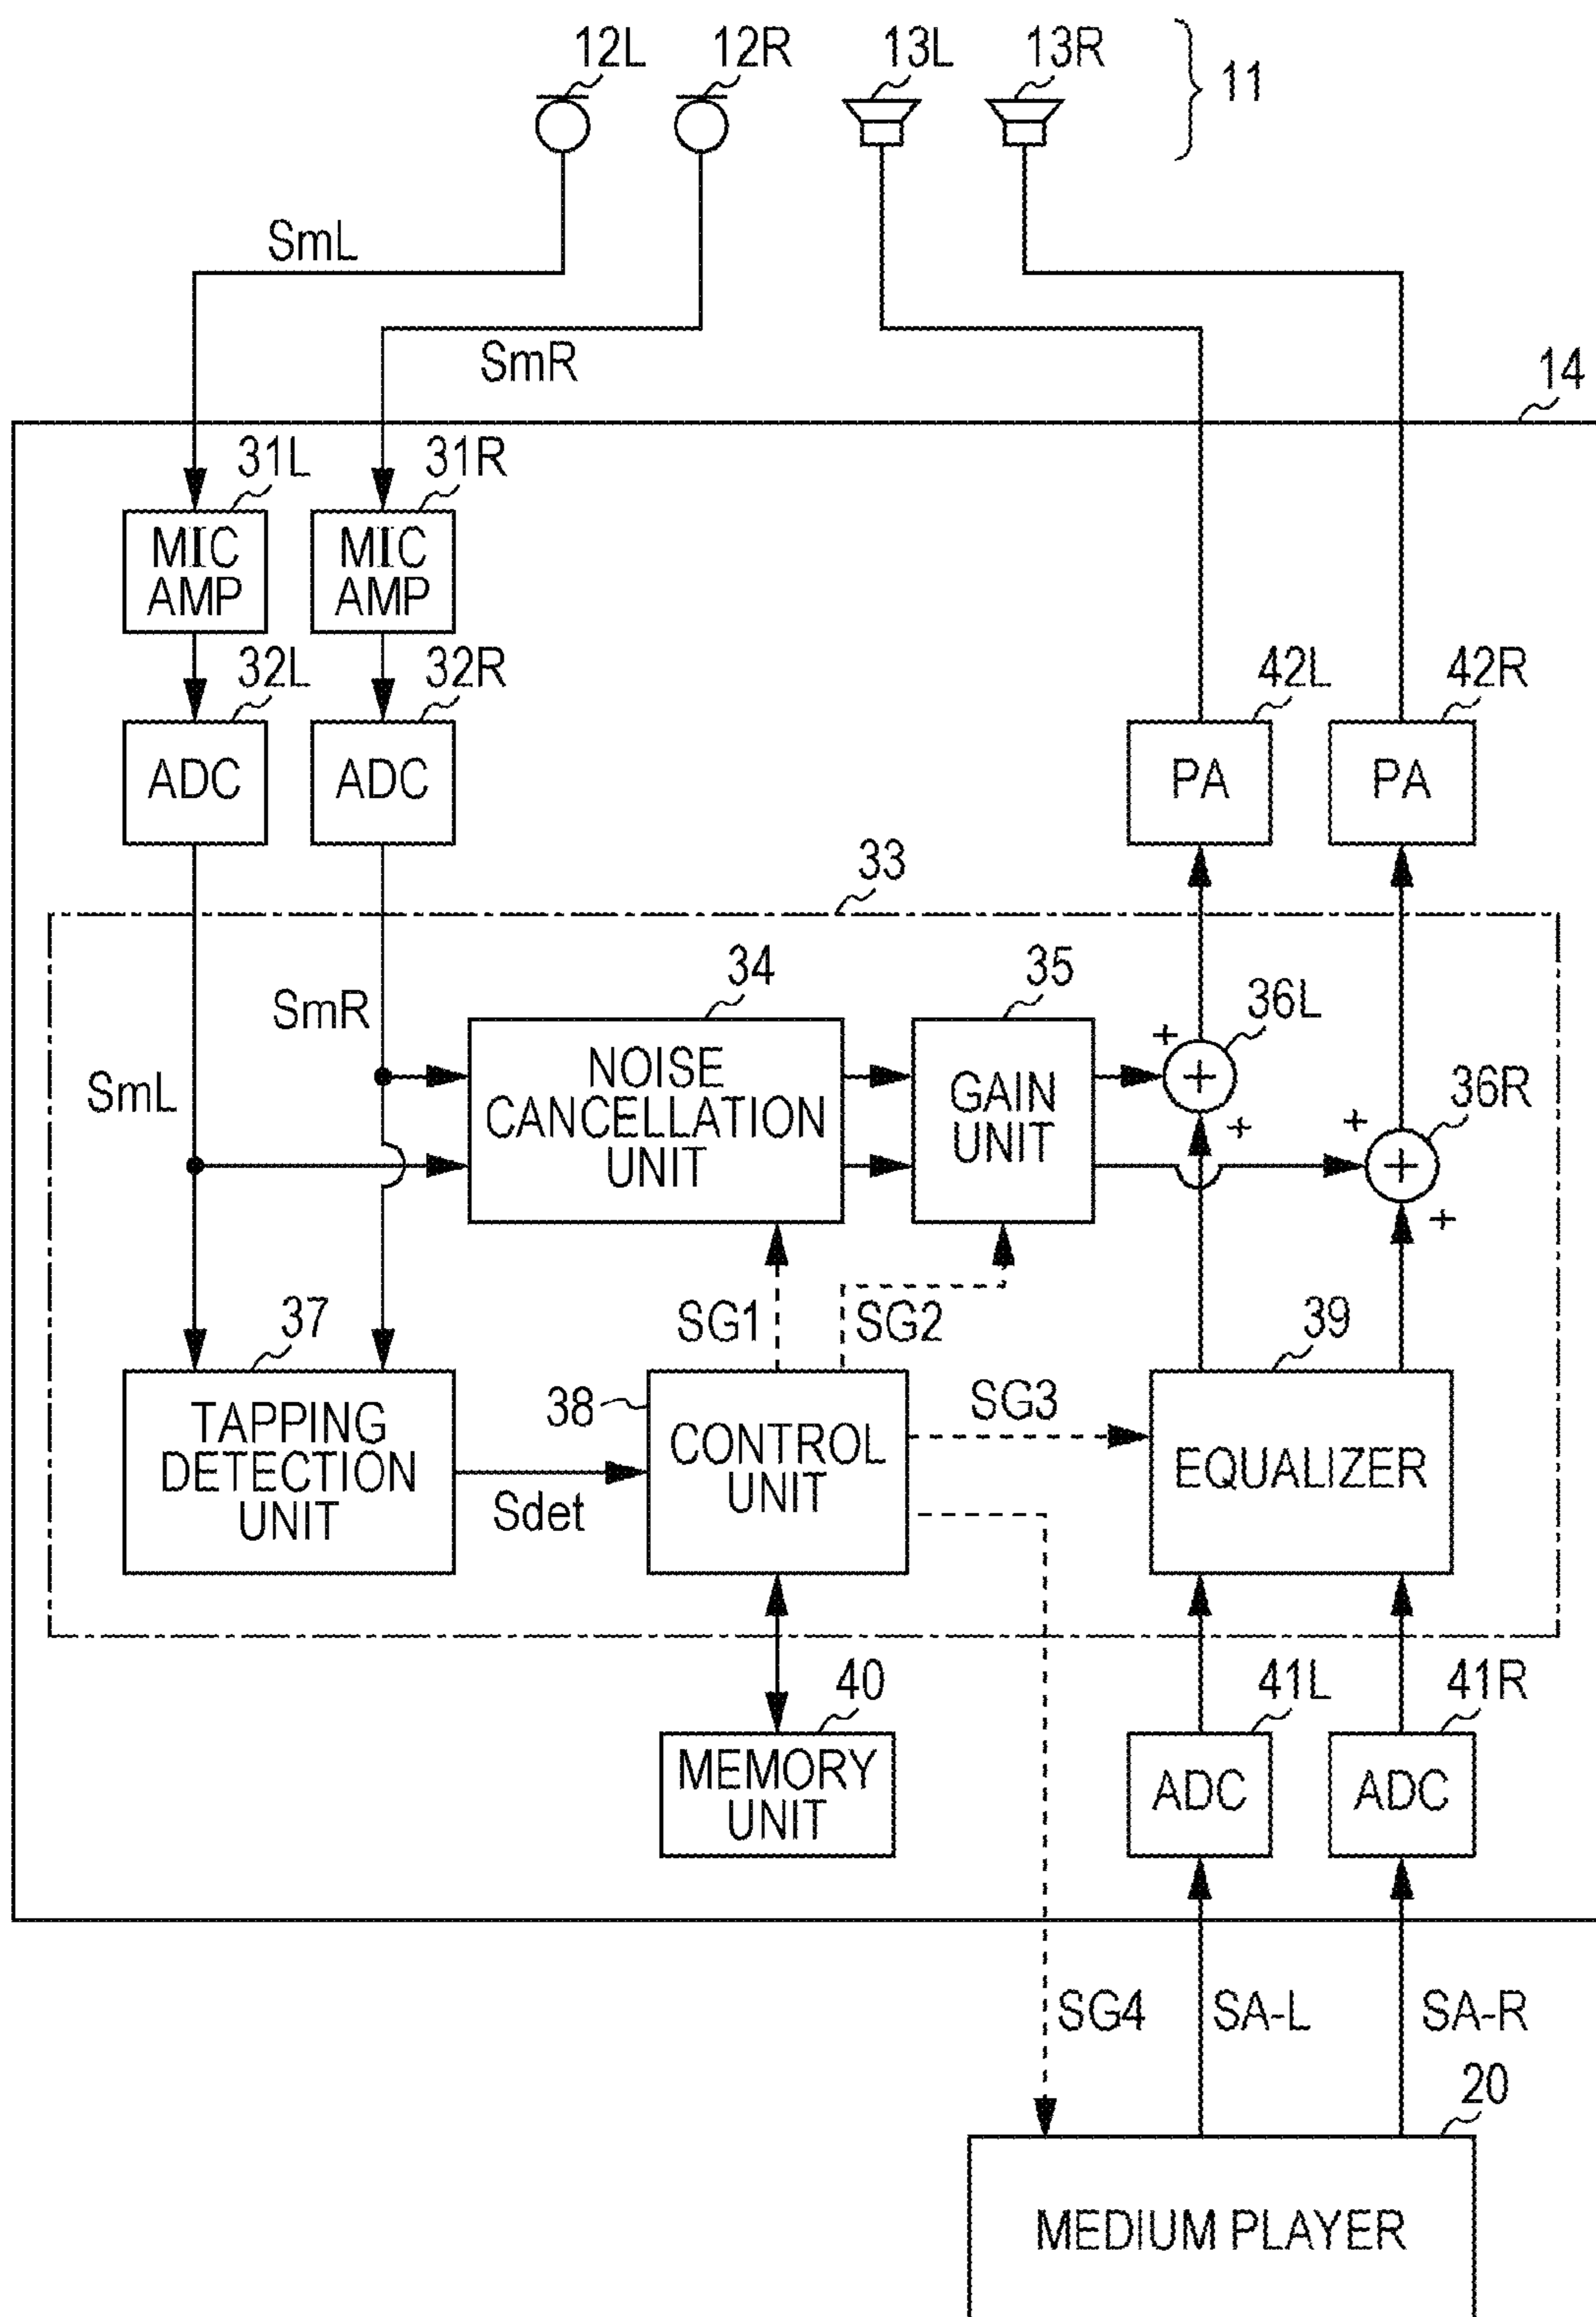 12L 12R 13L 13R 11
SmL
SmR
14
31L 31R
MIC MIC
AMP AMP
32L 32R 42L 42R
ADC ADC PA PA
33
34 35
SmR 36L
+
NOISE
CANCELLATION
UNIT
GAIN
UNIT
+
SmL
36R
+ +
+
+
37 SG1 SG2 39
38 SG3
TAPPING
DETECTION
UNIT
CONTROL
UNIT
EQUALIZER
Sdet
40 41L 41R
MEMORY
UNIT
ADC ADC
SG4 SA-L SA-R
20
MEDIUM PLAYER